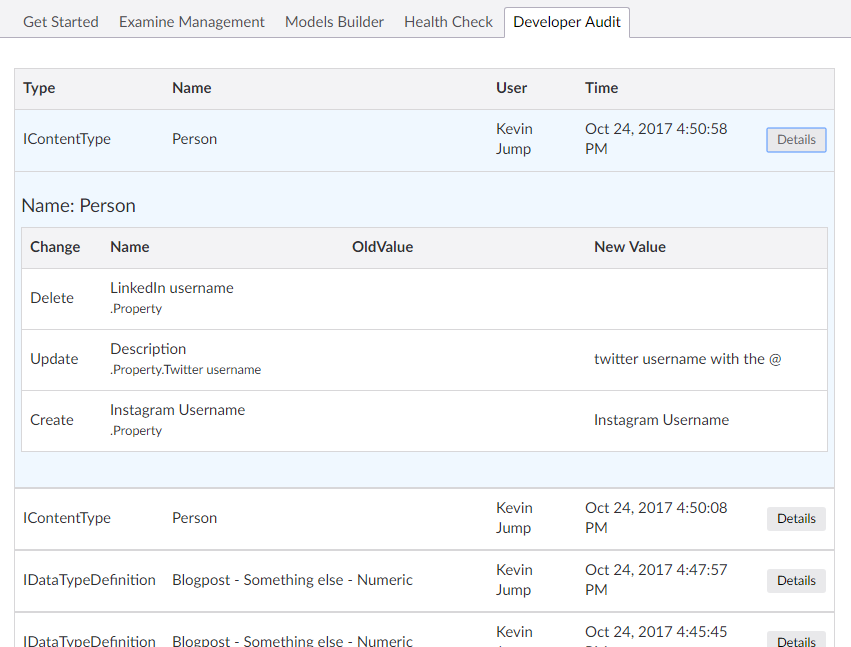 Get Started Examine Management Models Builder Health Check Developer Audit
Type Name User Time
IContentType Person Kevin Jump Oct 24, 2017 4:50:58 PM Details
Name: Person
Change Name OldValue New Value
Delete LinkedIn username
.Property
Update Description twitter username with the @
.Property.Twitter username
Create Instagram Username Instagram Username
.Property
IContentType Person Kevin Jump Oct 24, 2017 4:50:08 PM Details
IDataTypeDefinition Blogpost - Something else - Numeric Kevin Jump Oct 24, 2017 4:47:57 PM Details
IDataTypeDefinition Blogpost - Something else - Numeric Kevin Oct 24, 2017 4:45:45 Details